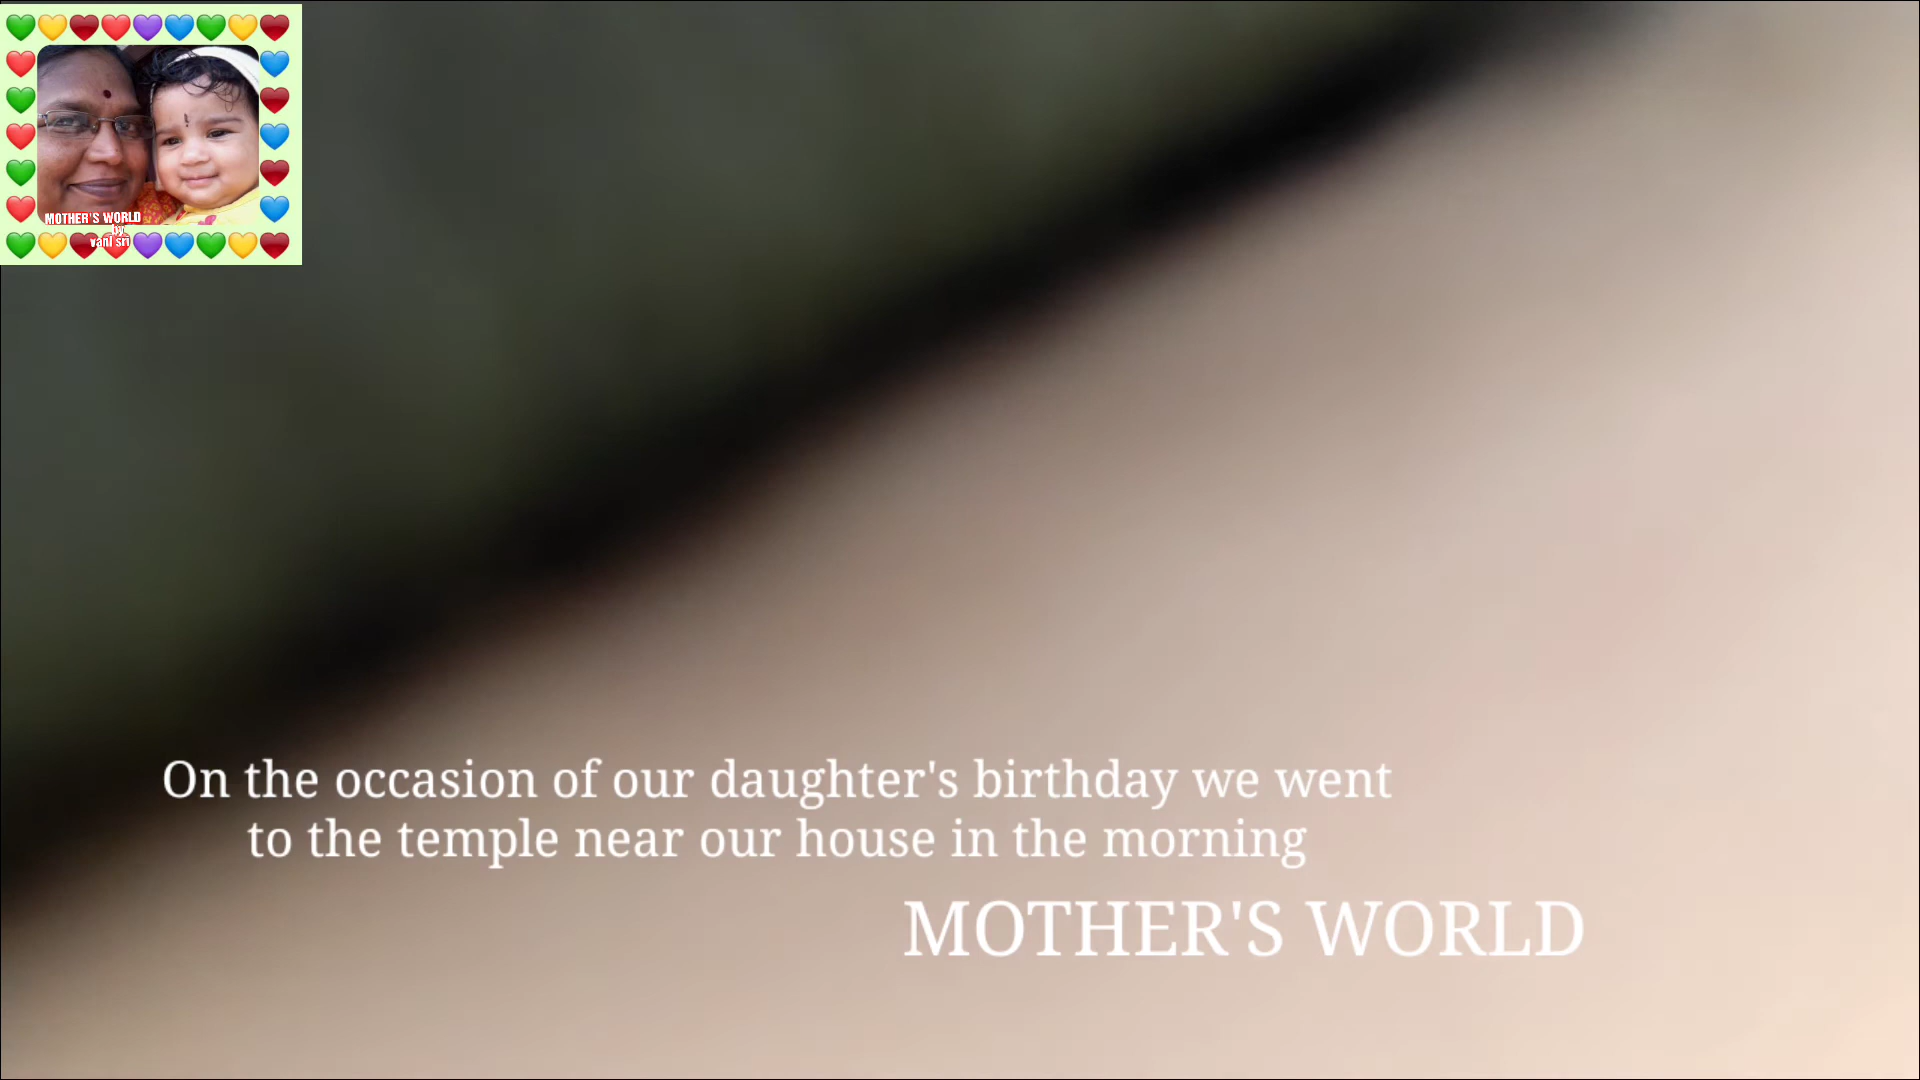 MOTHER'S WORLD
by
vani sri
On the occasion of our daughter's birthday we went
to the temple near our house in the morning
MOTHER'S WORLD